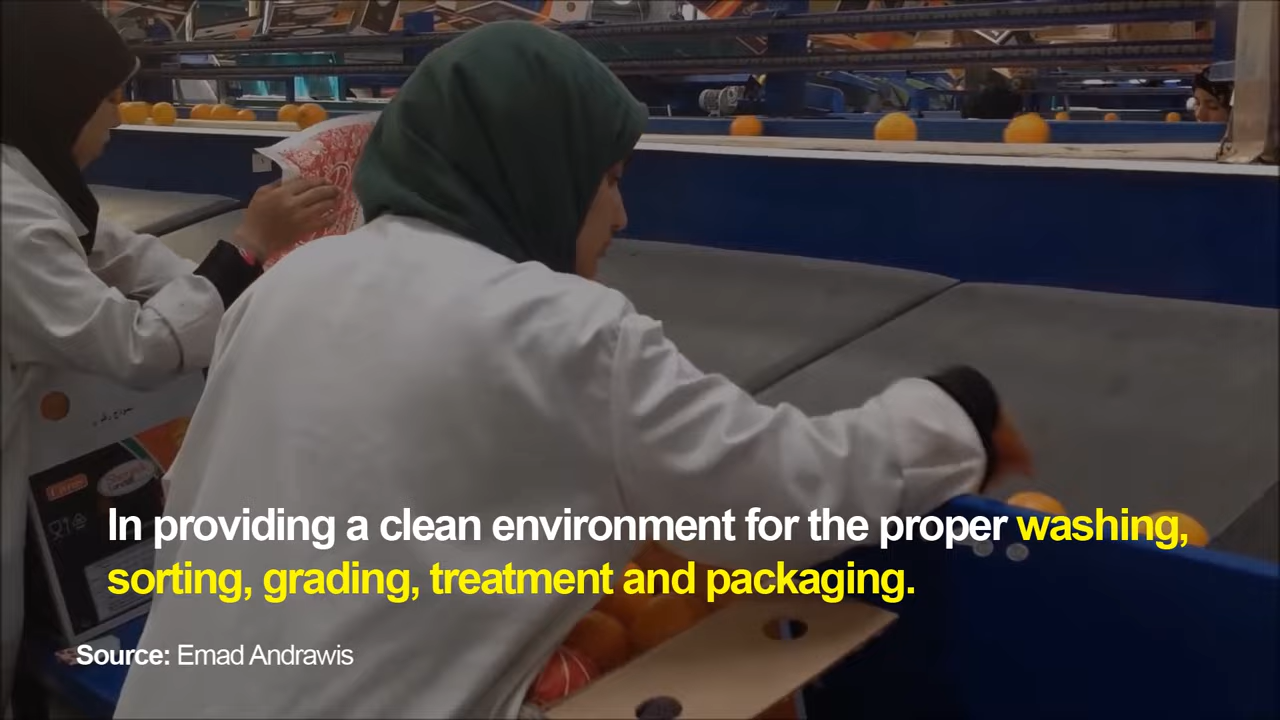 In providing a clean environment for the proper washing,
sorting, grading, treatment and packaging.
Source: Emad Andrawis